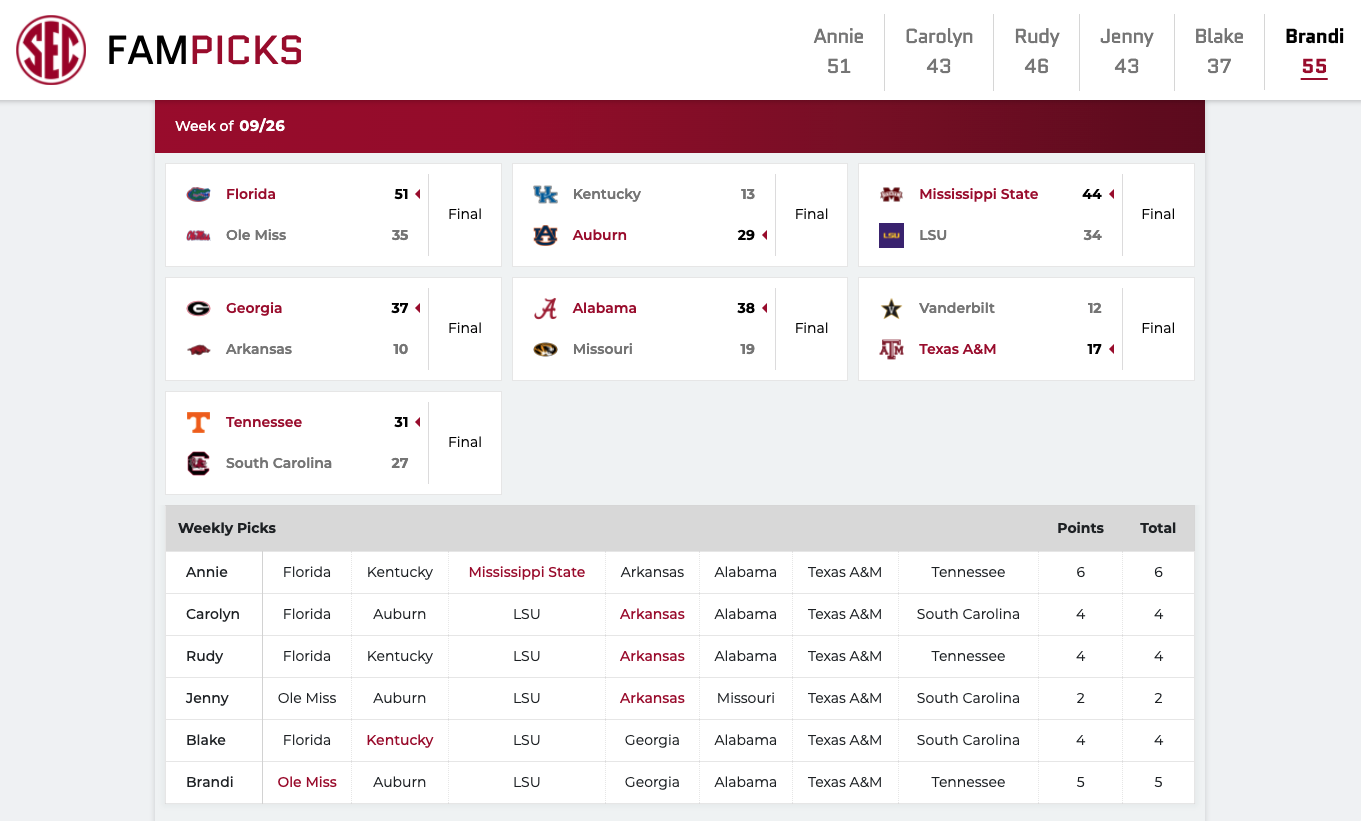 SEC FAMPICKS
Annie Carolyn Rudy Jenny Blake Brandi
51 43 46 43 37 55
Week of 09/26
Florida 51 Final
Ole Miss 35
Kentucky 13 Final
Auburn 29
Mississippi State 44 Final
LSU LSU 34
Georgia 37 Final
Arkansas 10
Alabama 38 Final
Missouri 19
Vanderbilt 12 Final
Texas A&M 17
Tennessee 31 Final
South Carolina 27
Weekly Picks Points Total
Annie Florida Kentucky Mississippi State Arkansas Alabama Texas A&M Tennessee 6 6
Carolyn Florida Auburn LSU Arkansas Alabama Texas A&M South Carolina 4 4
Rudy Florida Kentucky LSU Arkansas Alabama Texas A&M Tennessee 4 4
Jenny Ole Miss Auburn LSU Arkansas Missouri Texas A&M South Carolina 2 2
Blake Florida Kentucky LSU Georgia Alabama Texas A&M South Carolina 4 4
Brandi Ole Miss Auburn LSU Georgia Alabama Texas A&M Tennessee 5 5